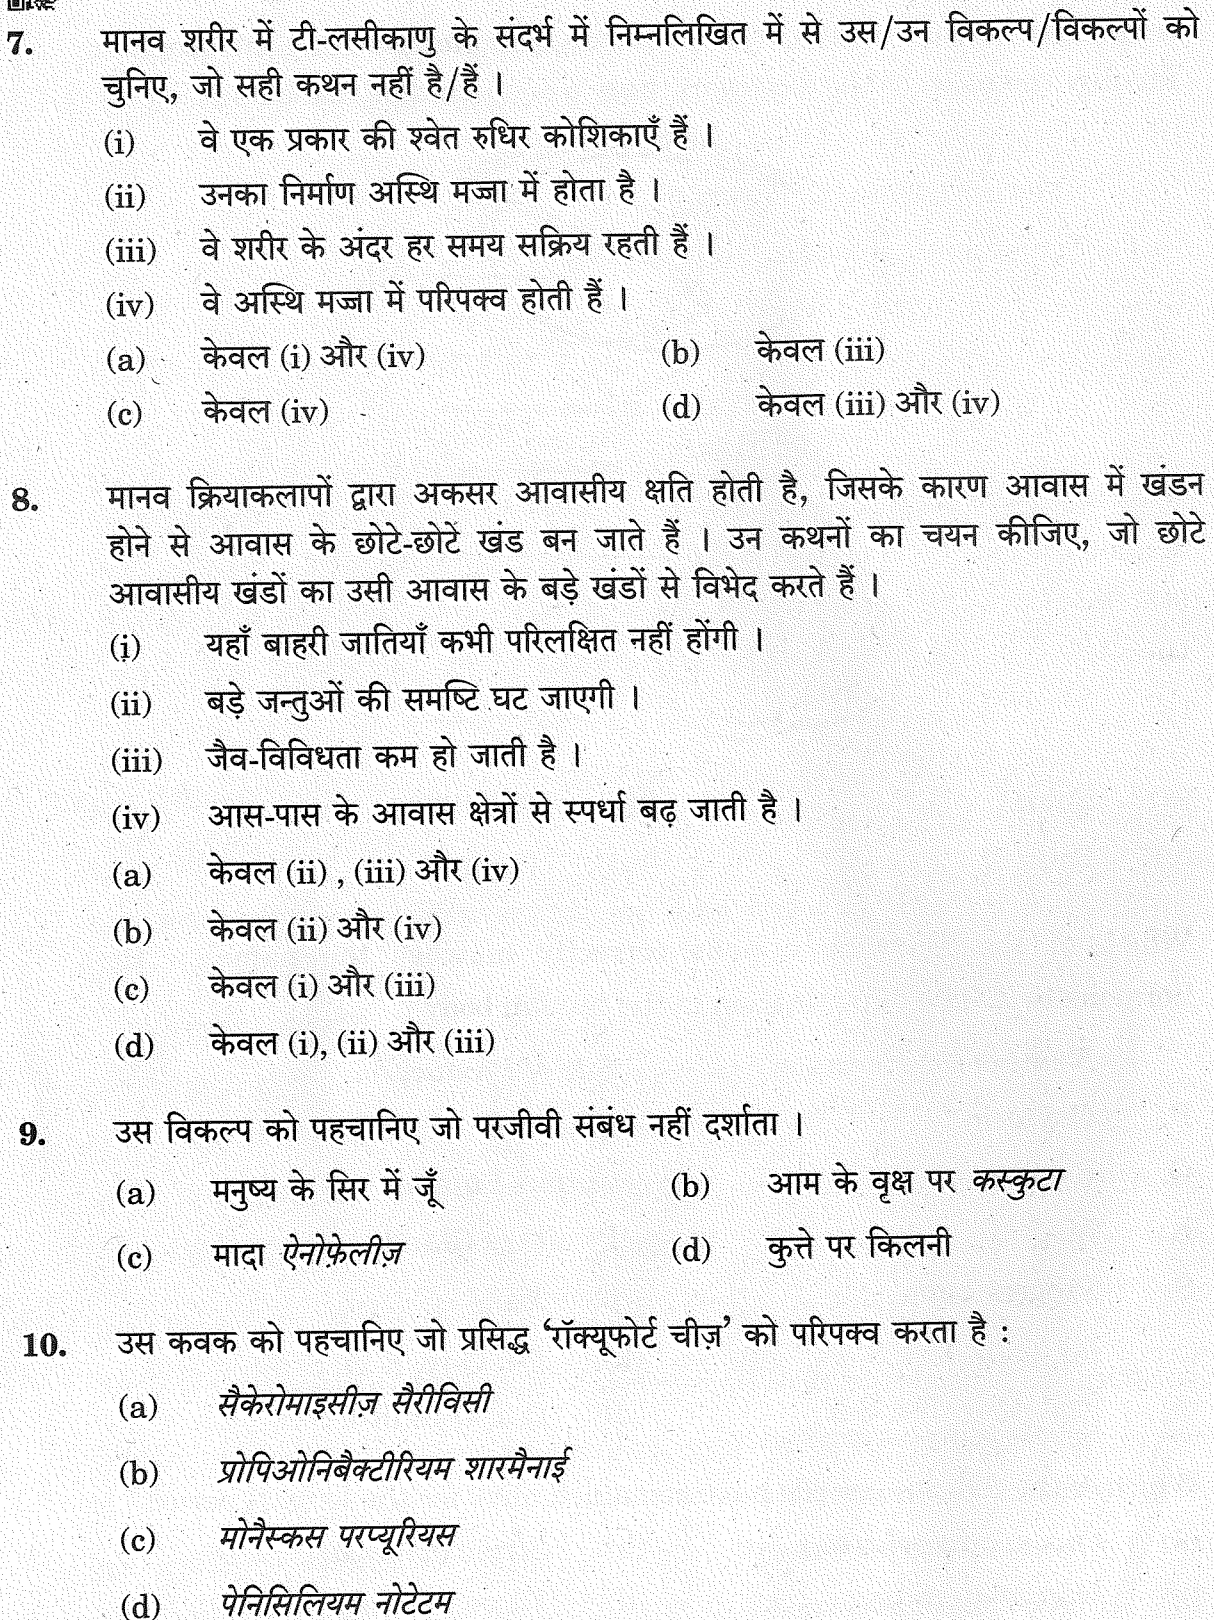 7. मानव शरीर में टी-लसीकाणु के संदर्भ में निम्नलिखित में से उस/उन विकल्प/विकल्पों को
चुनिए, जो सही कथन नहीं है/हैं ।
(i) वे एक प्रकार की श्वेत रुधिर कोशिकाएँ हैं ।
(ii) उनका निर्माण अस्थि मज्जा में होता है ।
(iii) वे शरीर के अंदर हर समय सक्रिय रहती हैं ।
(iv) वे अस्थि मज्जा में परिपक्व होती हैं ।
(a) केवल (i) और (iv) (b) केवल (iii)
(c) केवल (iv) (d) केवल (iii) और (iv)
8. मानव क्रियाकलापों द्वारा अकसर आवासीय क्षति होती है, जिसके कारण आवास में खंडन
होने से आवास के छोटे-छोटे खंड बन जाते हैं । उन कथनों का चयन कीजिए, जो छोटे
आवासीय खंडों का उसी आवास के बड़े खंडों से विभेद करते हैं ।
(i) यहाँ बाहरी जातियाँ कभी परिलक्षित नहीं होंगी ।
(ii) बड़े जन्तुओं की समष्टि घट जाएगी ।
(iii) जैव-विविधता कम हो जाती है ।
(iv) आस-पास के आवास क्षेत्रों से स्पर्धा बढ़ जाती है ।
(a) केवल (ii) , (iii) और (iv)
(b) केवल (ii) और (iv)
(c) केवल (i) और (iii)
(d) केवल (i), (ii) और (iii)
9. उस विकल्प को पहचानिए जो परजीवी संबंध नहीं दर्शाता ।
(a) मनुष्य के सिर में जूँ (b) आम के वृक्ष पर कस्कुटा
(c) मादा ऐनोफ़ेलीज़ (d) कुत्ते पर किलनी
10. उस कवक को पहचानिए जो प्रसिद्ध ‘रॉक्यूफोर्ट चीज़’ को परिपक्व करता है :
(a) सैकेरोमाइसीज़ सैरीविसी
(b) प्रोपिओनिबैक्टीरियम शारमैनाई
(c) मोनैस्कस परप्यूरियस
(d) पेनिसिलियम नोटेटम